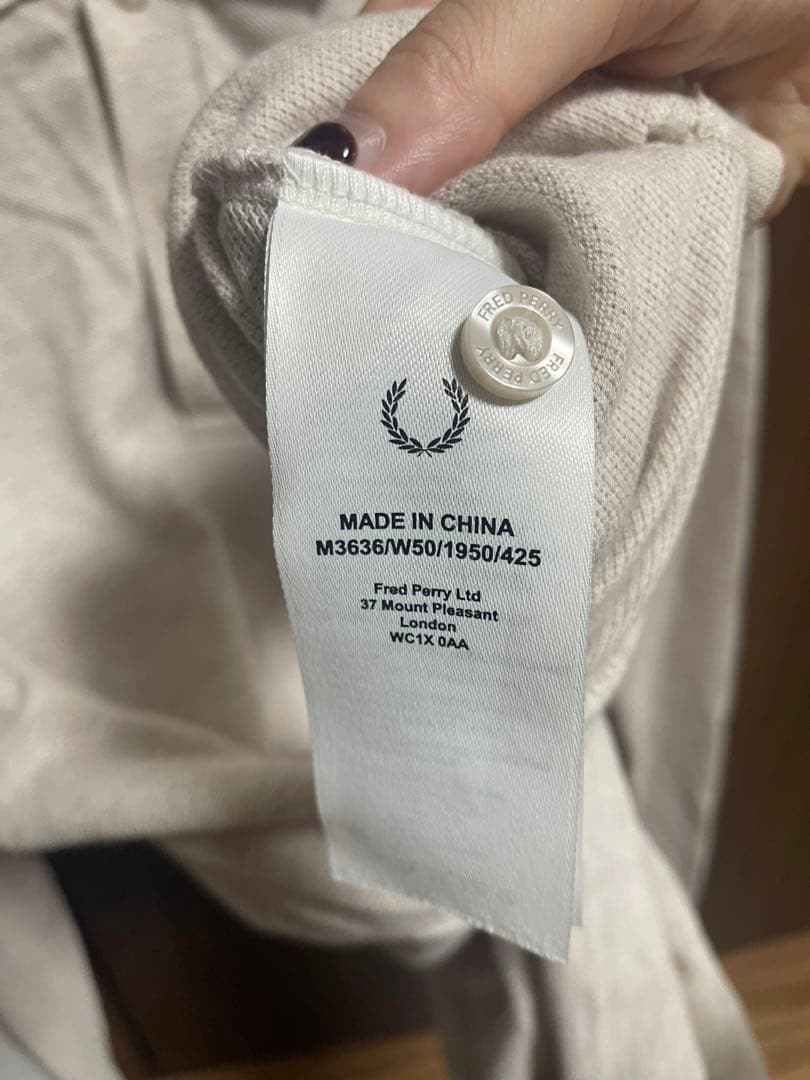 FRED PERRY FRED PERRY
MADE IN CHINA
M3636/W50/1950/425
Fred Perry Ltd
37 Mount Pleasant
London
WC1X 0AA